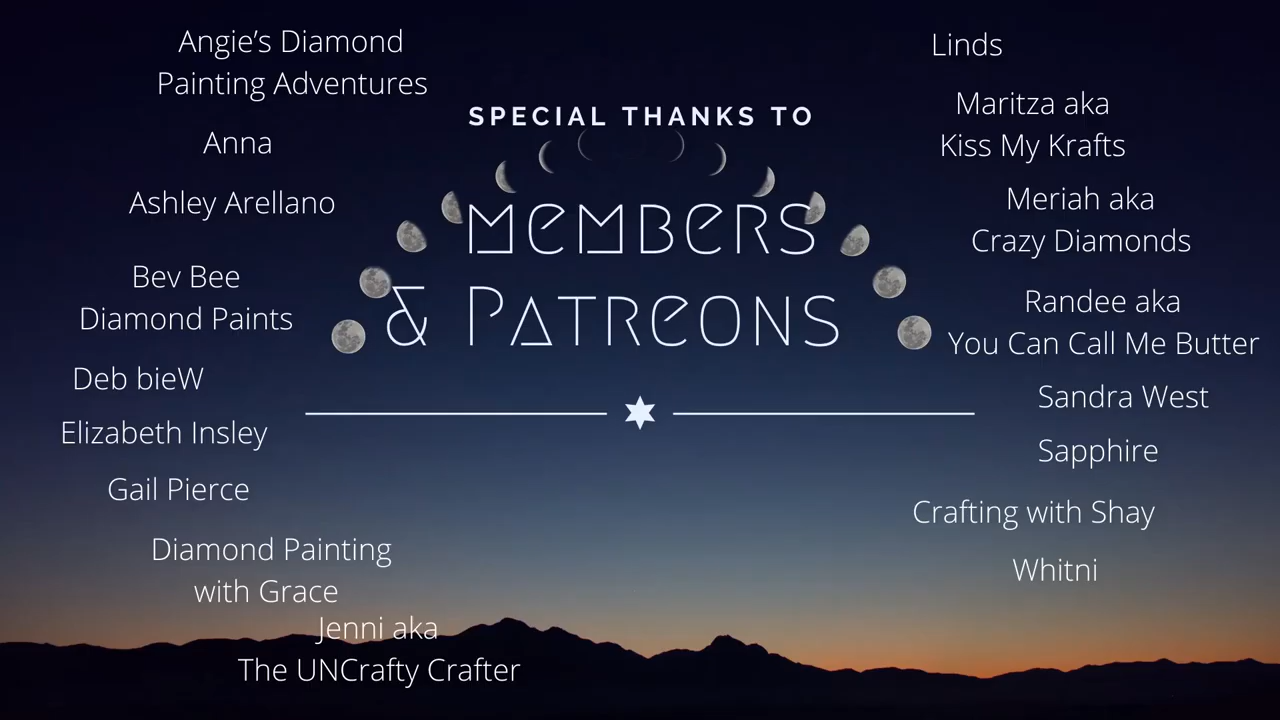 Angie’s Diamond
Painting Adventures
Anna
Ashley Arellano
Bev Bee
Diamond Paints
Deb bieW
Elizabeth Insley
Gail Pierce
Diamond Painting
with Grace
Jenni aka
The UNCrafty Crafter
SPECIAL THANKS TO
MEMBERS
& PATREONS
Linds
Maritza aka
Kiss My Krafts
Meriah aka
Crazy Diamonds
Randee aka
You Can Call Me Butter
Sandra West
Sapphire
Crafting with Shay
Whitni